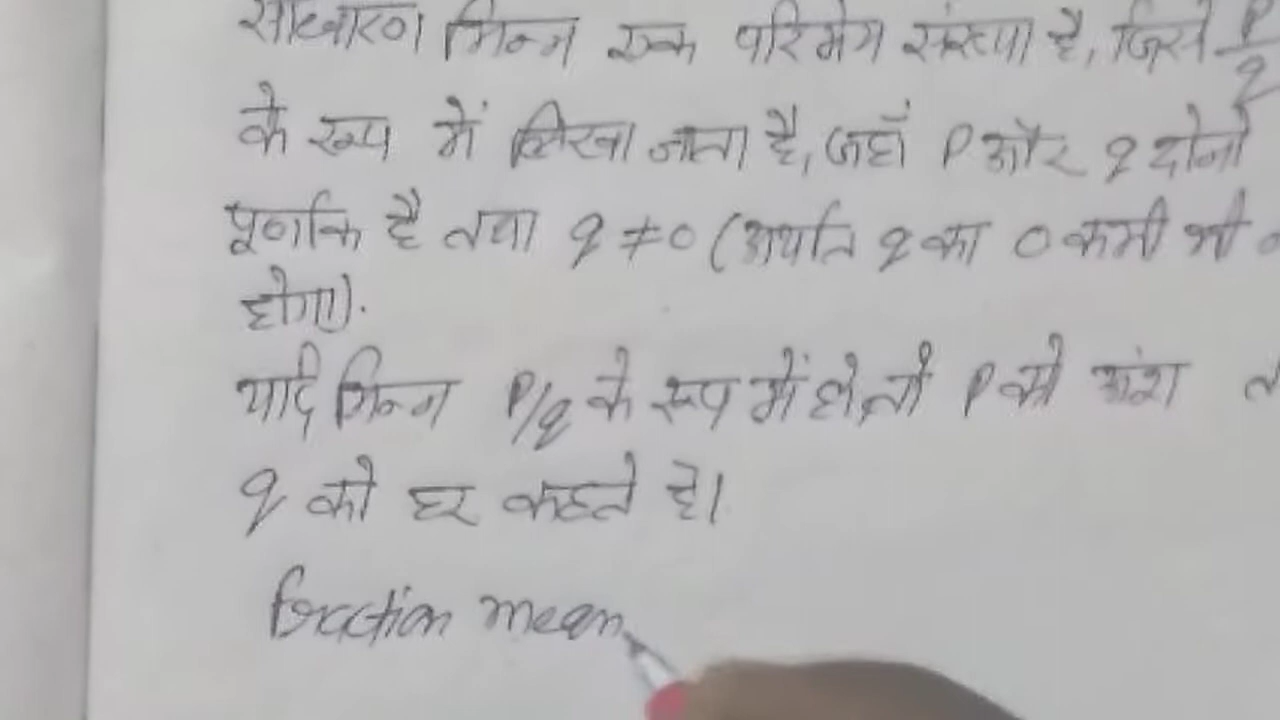 साधारण भिन्न एक परिमेय संख्या है, जिसे P/q
के रूप में लिखा जाता है, जहाँ P और q दोनों
पूर्णांक है तथा q ≠ 0 (अर्थात q का 0 कभी भी
होगा).
यदि भिन्न P/q के रूप में हो,तो P को अंश
q को हर कहते है।
fraction mean